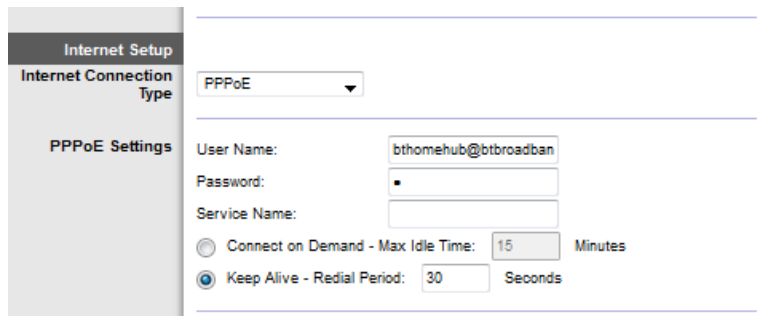 Internet Setup
Internet Connection Type
PPPoE
PPPoE Settings
User Name: bthomehub@btbroadban
Password: •
Service Name:
Connect on Demand - Max Idle Time: 15 Minutes
Keep Alive - Redial Period: 30 Seconds